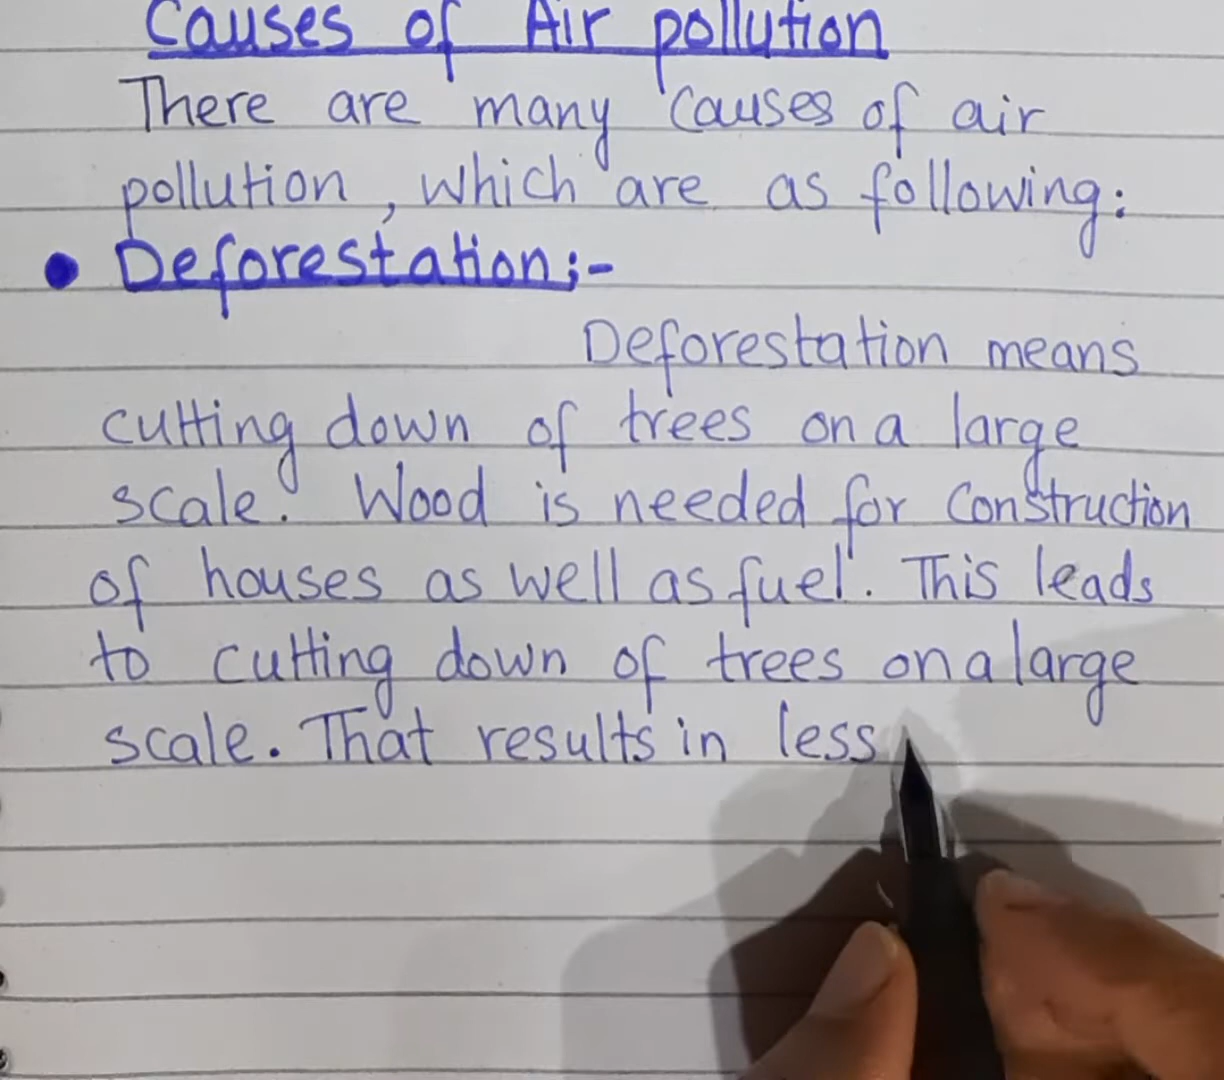 Causes of Air pollution
There are many causes of air
pollution, which are as following:
• Deforestation:-
Deforestation means
cutting down of trees on a large
scale. Wood is needed for construction
of houses as well as fuel. This leads
to cutting down of trees on a large
scale. That results in less